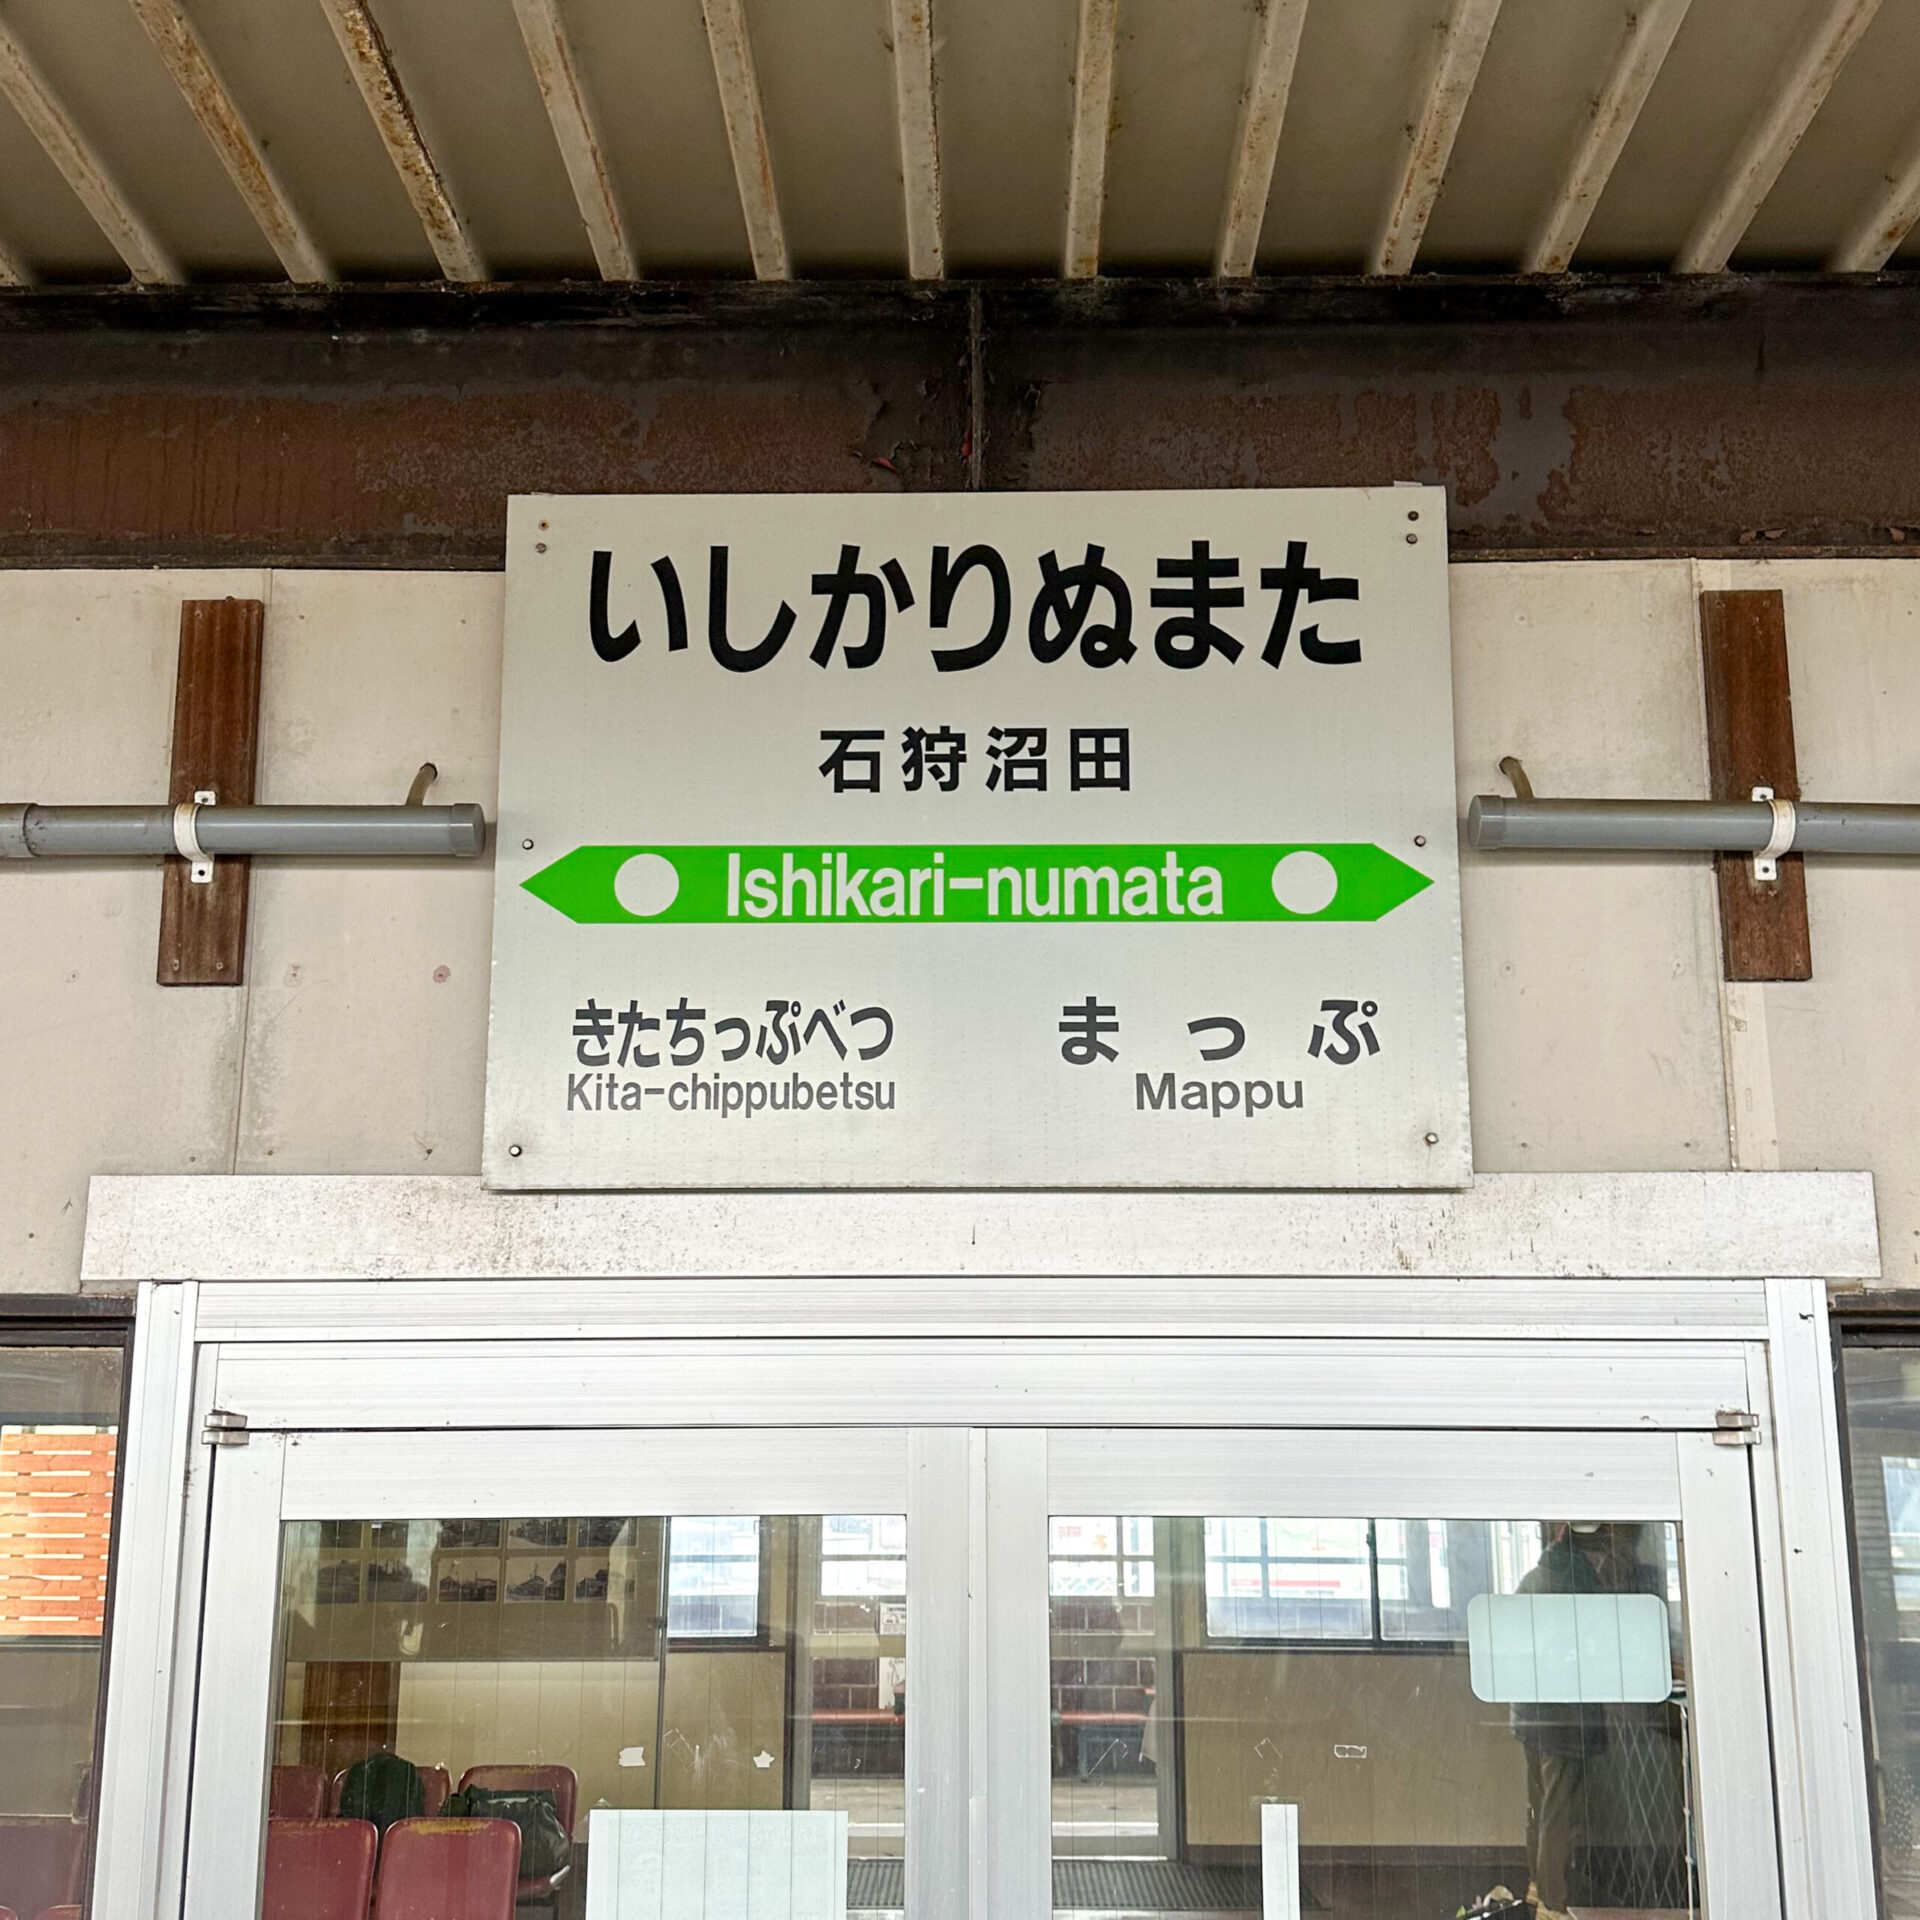 いしかりぬまた
石狩沼田
Ishikari-numata
きたちっぷべつ まっぷ
Kita-chippubetsu Mappu